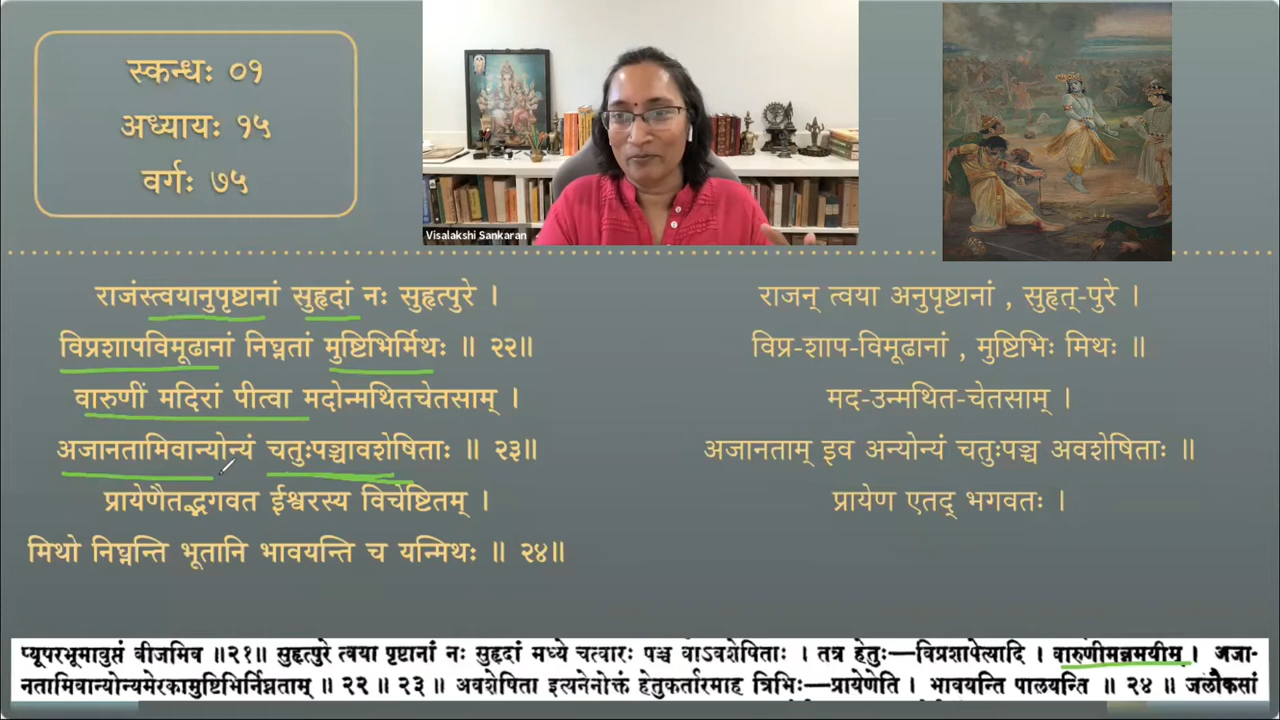 स्कन्धः ०१
अध्यायः १५
वर्गः ७५
Visalakshi Sankaran
राजंस्त्वयानुपृष्टानां सुहृदां नः सुहृत्पुरे ।
विप्रशापविमूढानां निघ्नतां मुष्टिभिर्मिथः ॥ २२॥
वारुणीं मदिरां पीत्वा मदोन्मथितचेतसाम् ।
अजानतामिवान्योन्यं चतुःपञ्चावशेषिताः ॥ २३॥
प्रायेणैतद्भगवत ईश्वरस्य विचेष्टितम् ।
मिथो निघ्नन्ति भूतानि भावयन्ति च यन्मिथः ॥ २४॥
राजन् त्वया अनुपृष्टानां , सुहृत्-पुरे ।
विप्र-शाप-विमूढानां , मुष्टिभिः मिथः ॥
मद-उन्मथित-चेतसाम् ।
अजानताम् इव अन्योन्यं चतुःपञ्च अवशेषिताः ॥
प्रायेण एतद् भगवतः ।
प्यूपरभूमावुप्तं बीजमिव ॥२१॥ सुहृत्पुरे त्वया पृष्टानां नः सुहृदां मध्ये चत्वारः पञ्च वाऽवशेषिताः । तत्र हेतुः—विप्रशापेत्यादि । वारुणीमन्नमयीम् । अजा-
नतामिवान्योन्यमेरकामुष्टिभिर्निघ्नताम् ॥ २२ ॥ २३ ॥ अवशेषिता इत्यनेनोक्तं हेतुकर्तारमाह त्रिभिः—प्रायेणेति । भावयन्ति पालयन्ति ॥ २४ ॥ जलौकसां